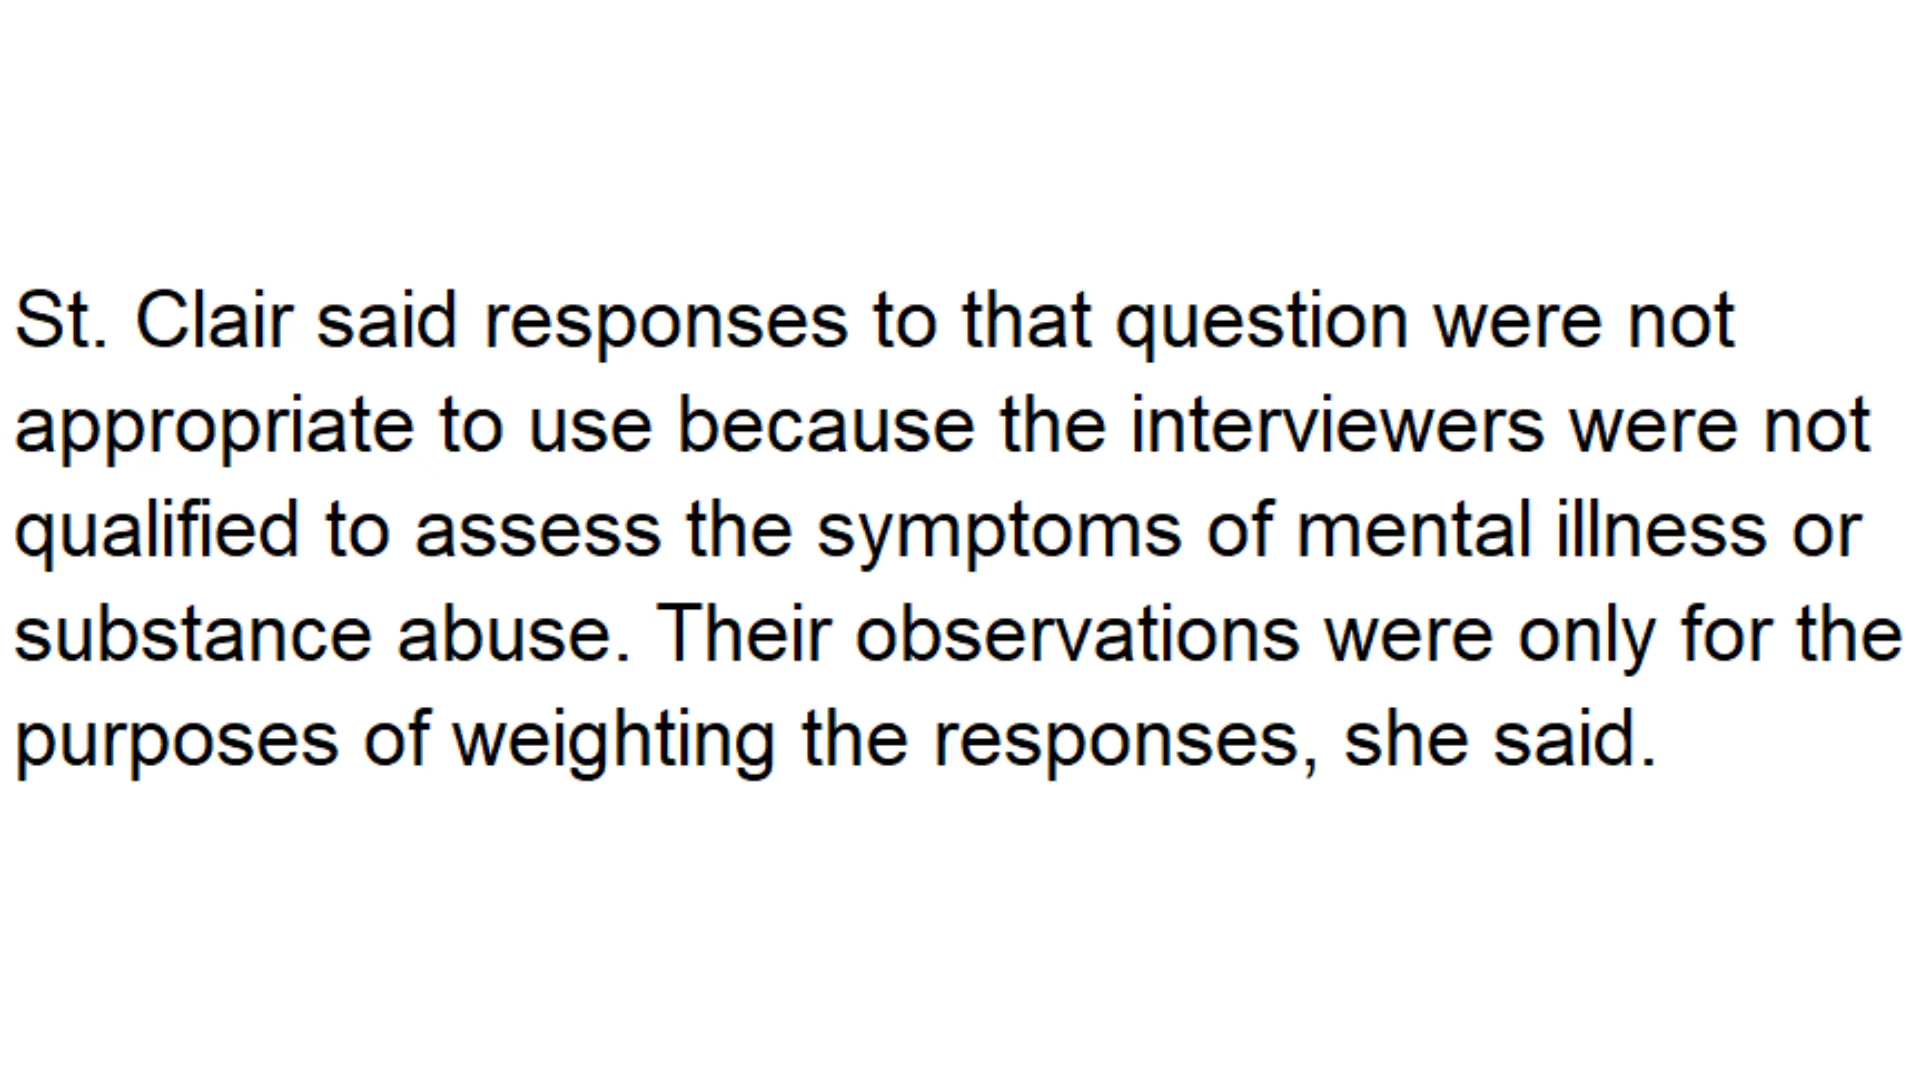 St. Clair said responses to that question were not
appropriate to use because the interviewers were not
qualified to assess the symptoms of mental illness or
substance abuse. Their observations were only for the
purposes of weighting the responses, she said.